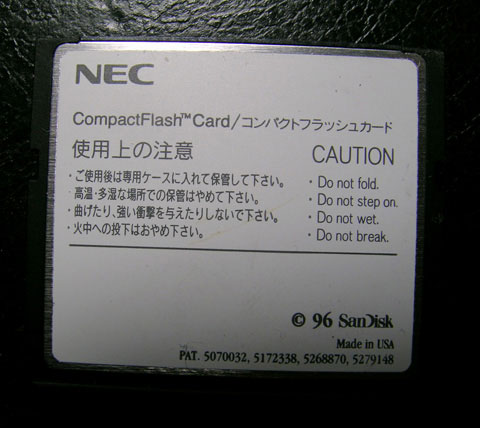 NEC
CompactFlash™Card/コンパクトフラッシュカード
使用上の注意
・ご使用後は専用ケースに入れて保管して下さい。
・高温・多湿な場所での保管はやめて下さい。
・曲げたり、強い衝撃を与えたりしないで下さい。
・火中への投下はおやめ下さい。
CAUTION
・Do not fold.
・Do not step on.
・Do not wet.
・Do not break.
© 96 SanDisk
Made in USA
PAT. 5070032, 5172338, 5268870, 5279148